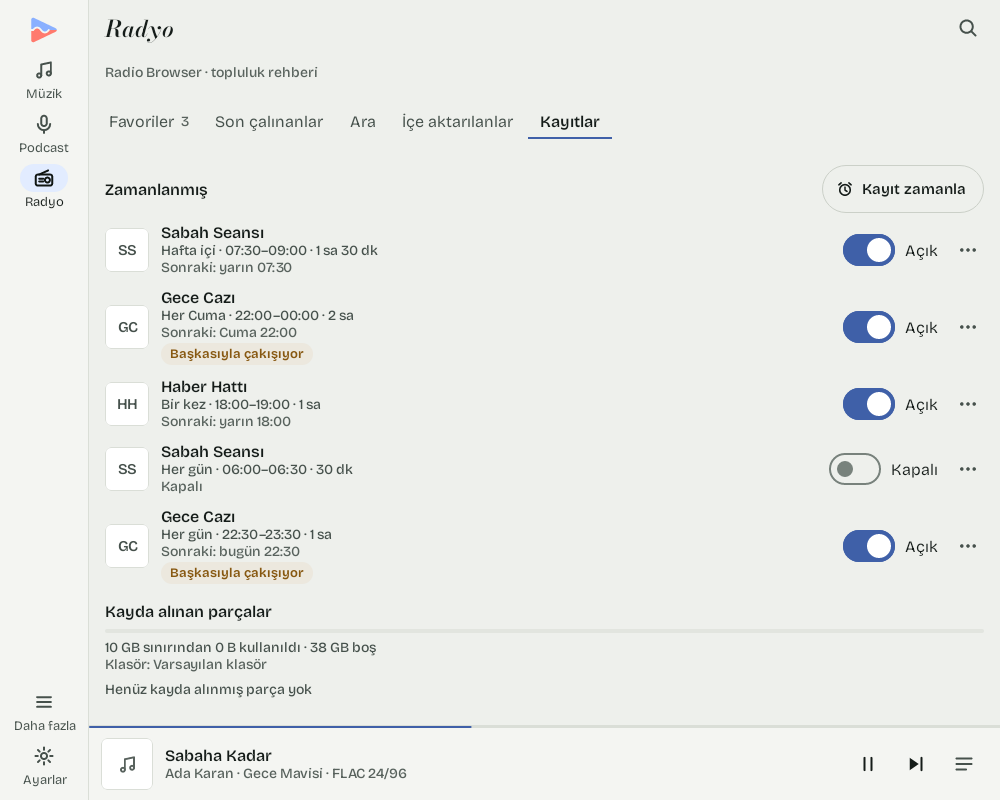 Radyo
Radio Browser · topluluk rehberi
Müzik
Podcast
Radyo
Favoriler 3
Son çalınanlar
Ara
İçe aktarılanlar
Kayıtlar
Zamanlanmış
Kayıt zamanla
SS
Sabah Seansı
Hafta içi · 07:30–09:00 · 1 sa 30 dk
Sonraki: yarın 07:30
Açık
GC
Gece Cazı
Her Cuma · 22:00–00:00 · 2 sa
Sonraki: Cuma 22:00
Başkasıyla çakışıyor
Açık
HH
Haber Hattı
Bir kez · 18:00–19:00 · 1 sa
Sonraki: yarın 18:00
Açık
SS
Sabah Seansı
Her gün · 06:00–06:30 · 30 dk
Kapalı
Kapalı
GC
Gece Cazı
Her gün · 22:30–23:30 · 1 sa
Sonraki: bugün 22:30
Başkasıyla çakışıyor
Açık
Kayda alınan parçalar
10 GB sınırından 0 B kullanıldı · 38 GB boş
Klasör: Varsayılan klasör
Henüz kayda alınmış parça yok
Daha fazla
Ayarlar
Sabaha Kadar
Ada Karan · Gece Mavisi · FLAC 24/96